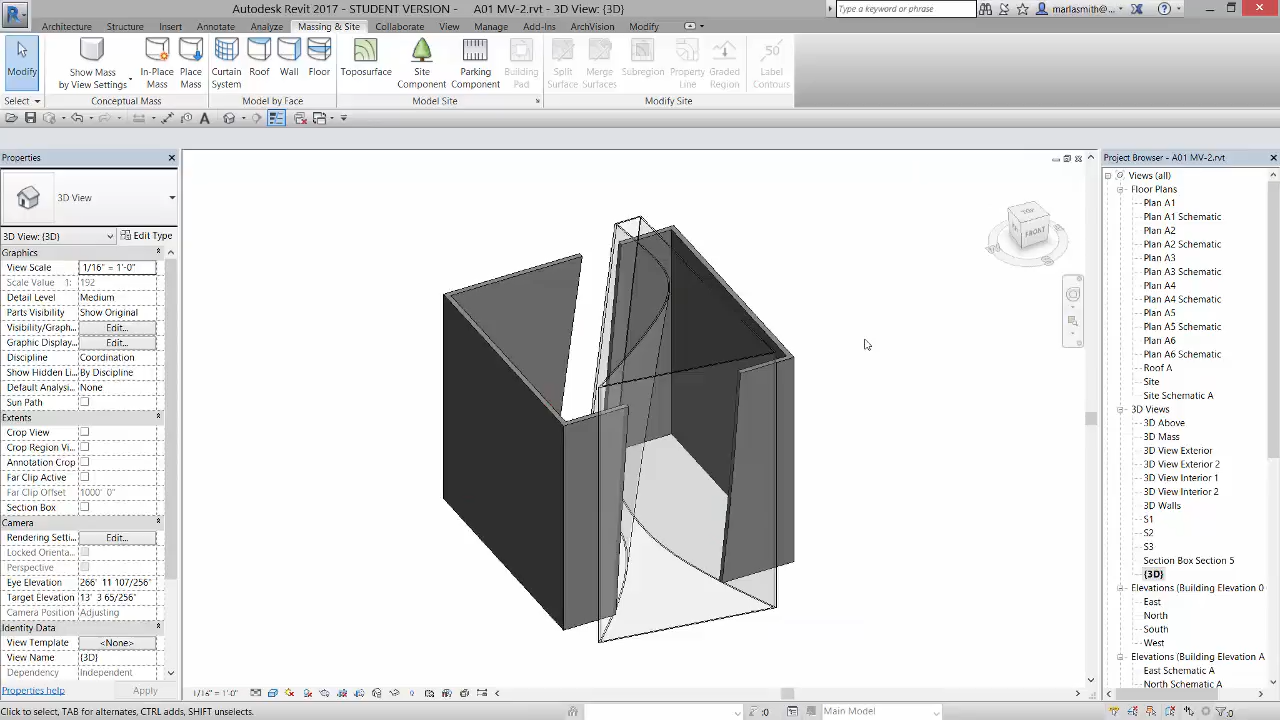 Autodesk Revit 2017 - STUDENT VERSION - A01 MV-2.rvt - 3D View: {3D}
Type a keyword or phrase
marlasmith@...
Architecture Structure Insert Annotate Analyze Massing & Site Collaborate View Manage Add-Ins ArchVision Modify
Modify
Show Mass by View Settings
In-Place Mass
Place Mass
Curtain System
Roof
Wall
Floor
Toposurface
Site Component
Parking Component
Building Pad
Split Surface
Merge Surfaces
Subregion
Property Line
Graded Region
50
Label Contours
Select
Conceptual Mass
Model by Face
Model Site
Modify Site
Properties
3D View
3D View: {3D}
Edit Type
Graphics
View Scale 1/16" = 1'-0"
Scale Value 1: 192
Detail Level Medium
Parts Visibility Show Original
Visibility/Graph... Edit...
Graphic Display... Edit...
Discipline Coordination
Show Hidden Li... By Discipline
Default Analysi... None
Sun Path
Extents
Crop View
Crop Region Vi...
Annotation Crop
Far Clip Active
Far Clip Offset 1000' 0"
Section Box
Camera
Rendering Setti... Edit...
Locked Orienta...
Perspective
Eye Elevation 266' 11 107/256"
Target Elevation 13' 3 65/256"
Camera Position Adjusting
Identity Data
View Template <None>
View Name {3D}
Dependency Independent
Properties help
Apply
TOP
FRONT
Project Browser - A01 MV-2.rvt
Views (all)
Floor Plans
Plan A1
Plan A1 Schematic
Plan A2
Plan A2 Schematic
Plan A3
Plan A3 Schematic
Plan A4
Plan A4 Schematic
Plan A5
Plan A5 Schematic
Plan A6
Plan A6 Schematic
Roof A
Site
Site Schematic A
3D Views
3D Above
3D Mass
3D View Exterior
3D View Exterior 2
3D View Interior 1
3D View Interior 2
3D Walls
S1
S2
S3
Section Box Section 5
{3D}
Elevations (Building Elevation 0
East
North
South
West
Elevations (Building Elevation A
East Schematic A
North Schematic A
1/16" = 1'-0"
Click to select, TAB for alternates, CTRL adds, SHIFT unselects.
:0
Main Model
:0